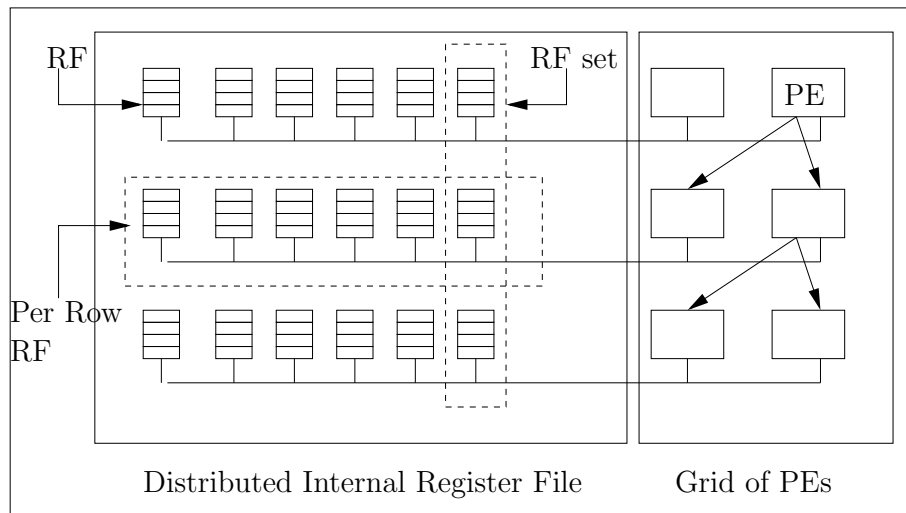 RF
RF set
PE
Per Row
RF
Distributed Internal Register File
Grid of PEs